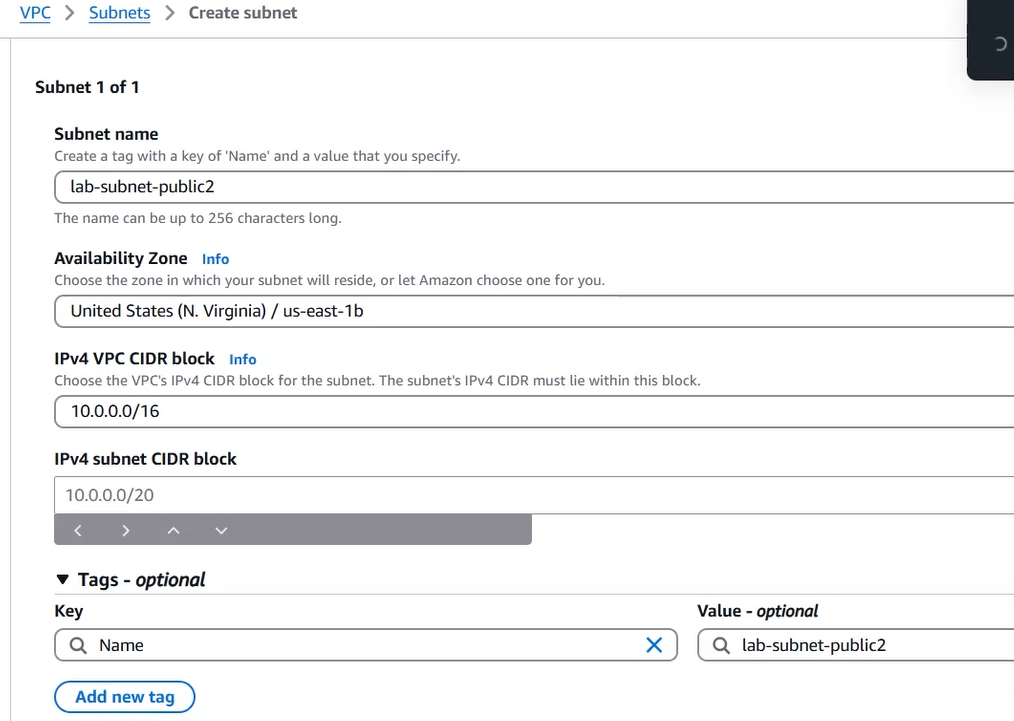 VPC > Subnets > Create subnet
Subnet 1 of 1
Subnet name
Create a tag with a key of 'Name' and a value that you specify.
lab-subnet-public2
The name can be up to 256 characters long.
Availability Zone Info
Choose the zone in which your subnet will reside, or let Amazon choose one for you.
United States (N. Virginia) / us-east-1b
IPv4 VPC CIDR block Info
Choose the VPC's IPv4 CIDR block for the subnet. The subnet's IPv4 CIDR must lie within this block.
10.0.0.0/16
IPv4 subnet CIDR block
10.0.0.0/20
Tags - optional
Key Value - optional
Name lab-subnet-public2
Add new tag